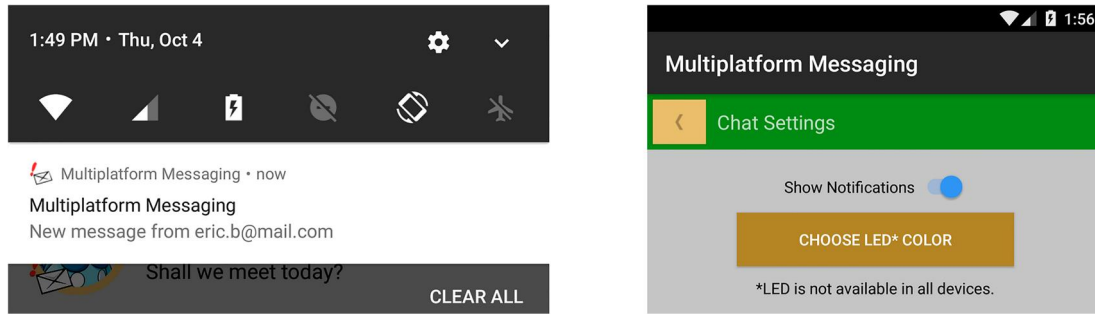 1:49 PM • Thu, Oct 4
Multiplatform Messaging • now
Multiplatform Messaging
New message from eric.b@mail.com
Shall we meet today?
CLEAR ALL
1:56
Multiplatform Messaging
Chat Settings
Show Notifications
CHOOSE LED* COLOR
*LED is not available in all devices.